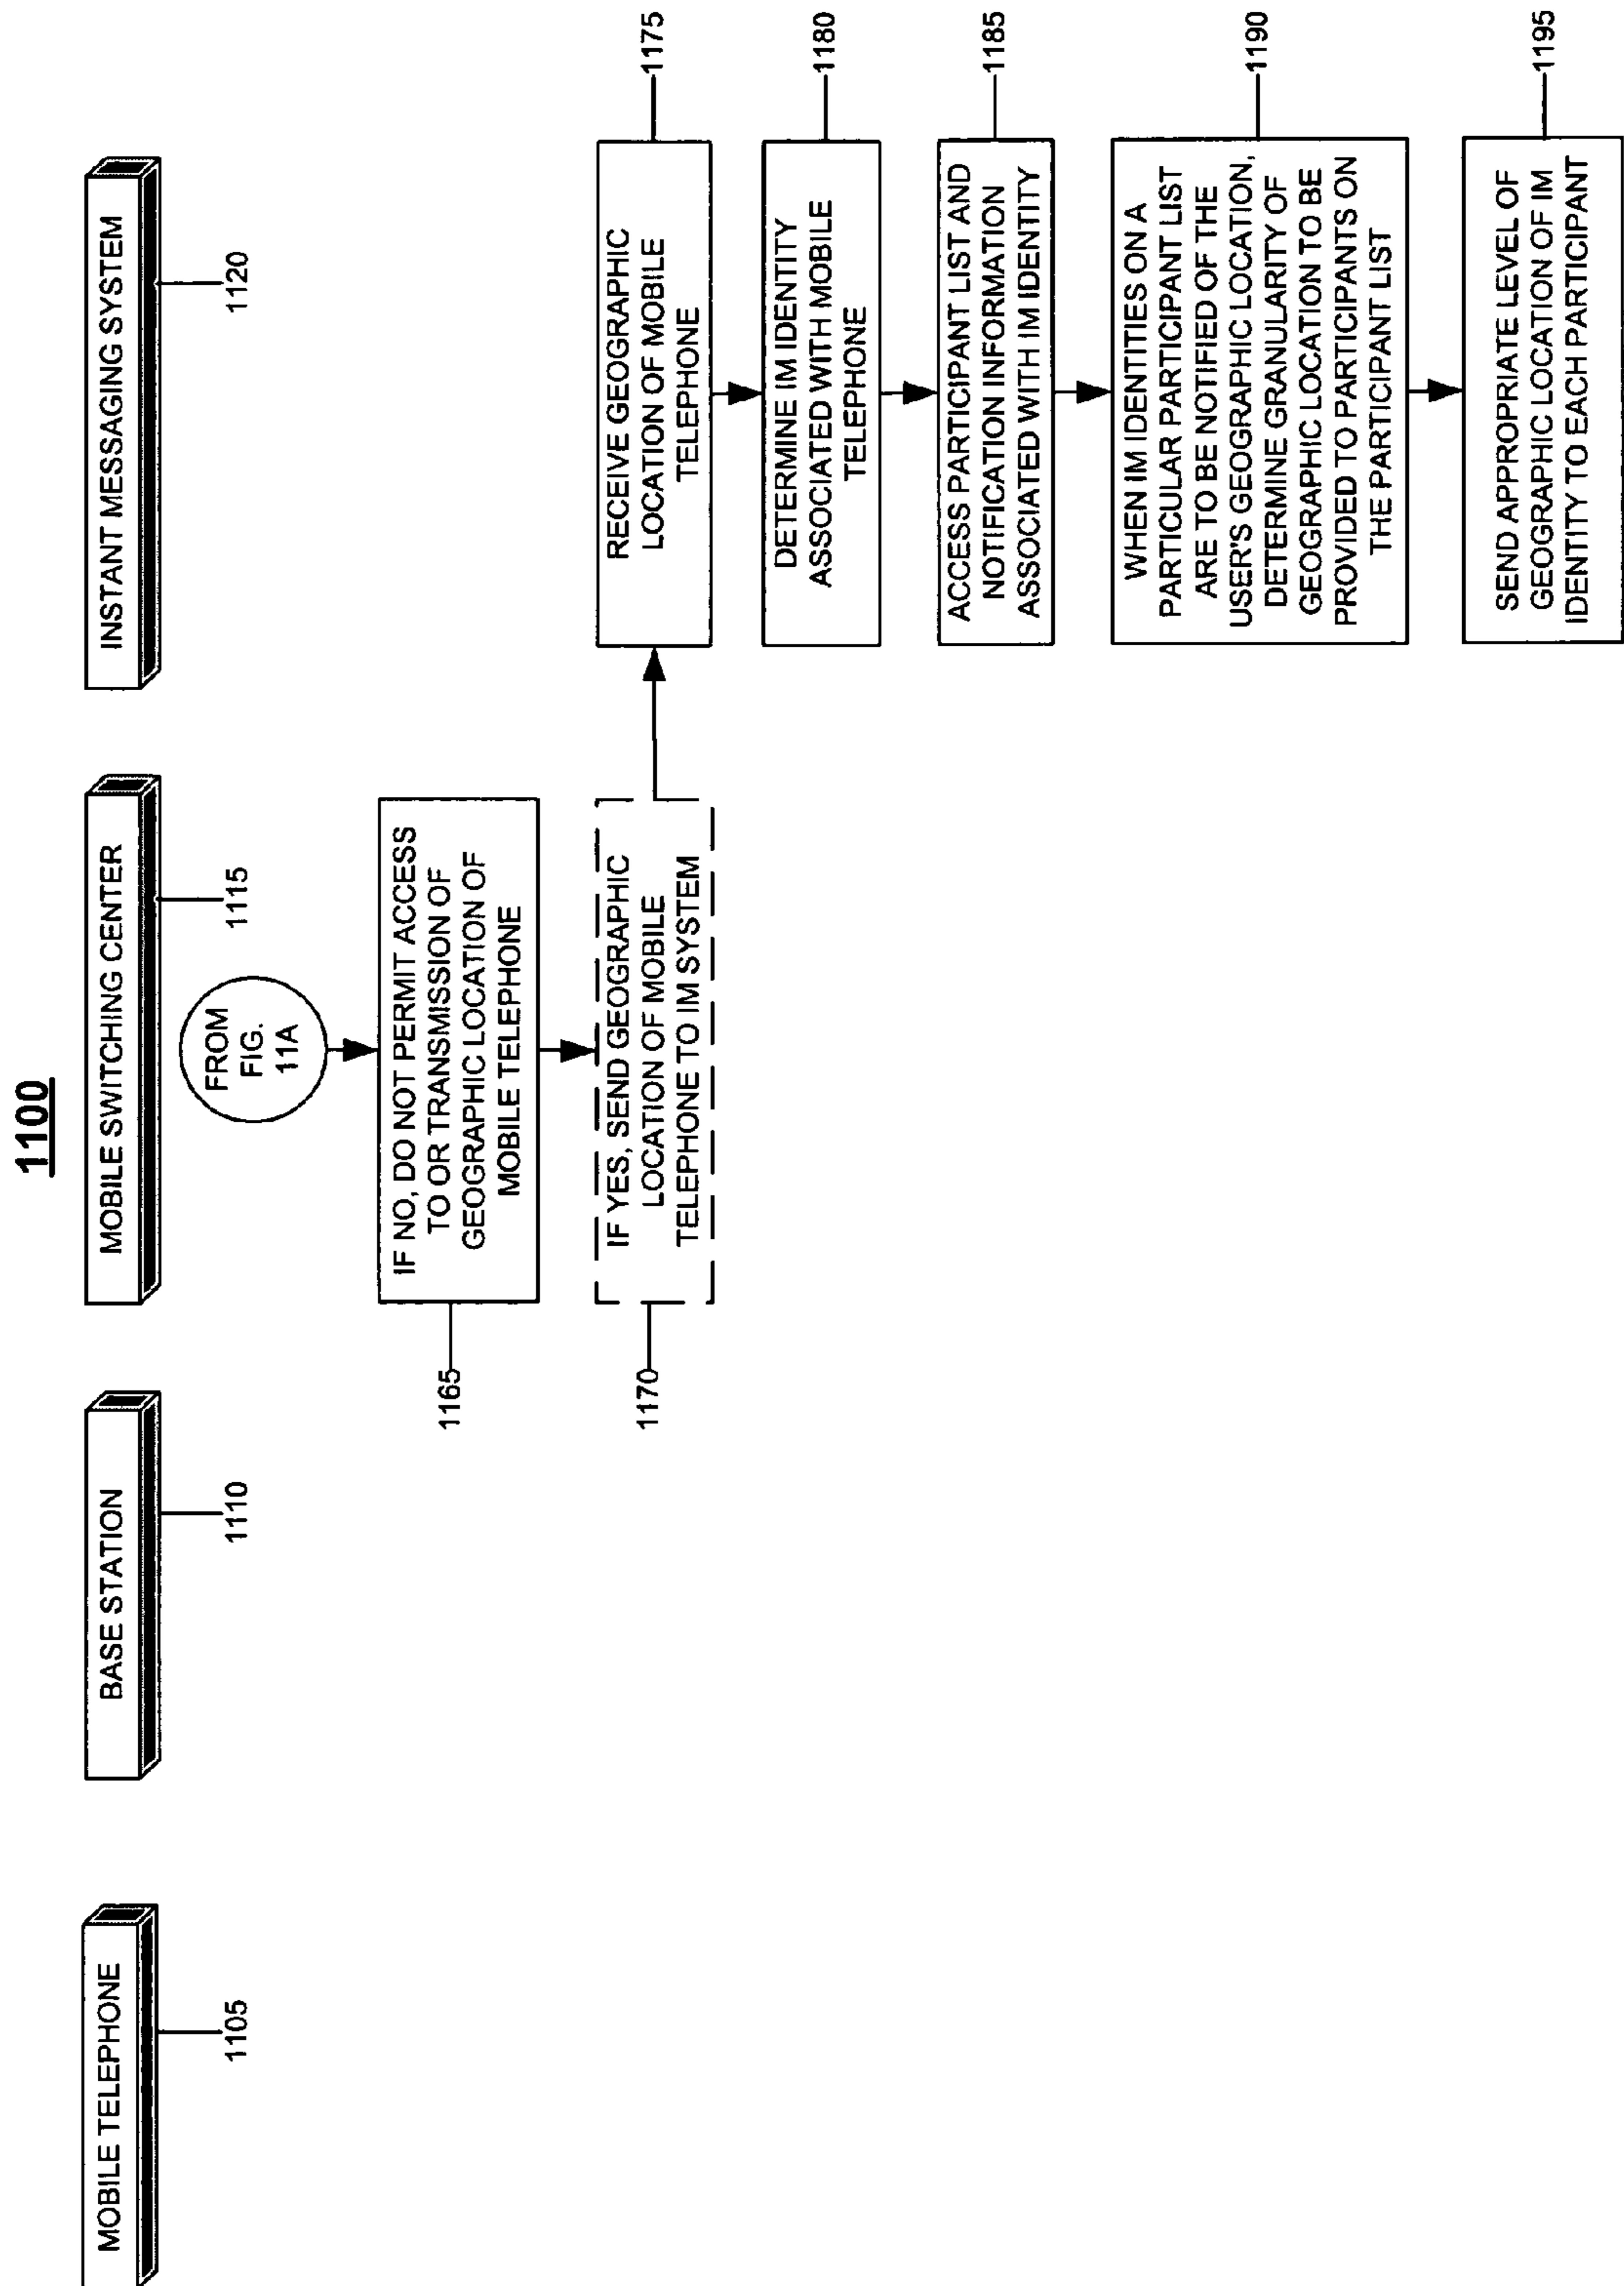 1100
MOBILE TELEPHONE
1105
BASE STATION
1110
MOBILE SWITCHING CENTER
1115
INSTANT MESSAGING SYSTEM
1120
FROM
FIG.
11A
IF NO, DO NOT PERMIT ACCESS
TO OR TRANSMISSION OF
GEOGRAPHIC LOCATION OF
MOBILE TELEPHONE
1165
IF YES, SEND GEOGRAPHIC
LOCATION OF MOBILE
TELEPHONE TO IM SYSTEM
1170
RECEIVE GEOGRAPHIC
LOCATION OF MOBILE
TELEPHONE
1175
DETERMINE IM IDENTITY
ASSOCIATED WITH MOBILE
TELEPHONE
1180
ACCESS PARTICIPANT LIST AND
NOTIFICATION INFORMATION
ASSOCIATED WITH IM IDENTITY
1185
WHEN IM IDENTITIES ON A
PARTICULAR PARTICIPANT LIST
ARE TO BE NOTIFIED OF THE
USER'S GEOGRAPHIC LOCATION,
DETERMINE GRANULARITY OF
GEOGRAPHIC LOCATION TO BE
PROVIDED TO PARTICIPANTS ON
THE PARTICIPANT LIST
1190
SEND APPROPRIATE LEVEL OF
GEOGRAPHIC LOCATION OF IM
IDENTITY TO EACH PARTICIPANT
1195